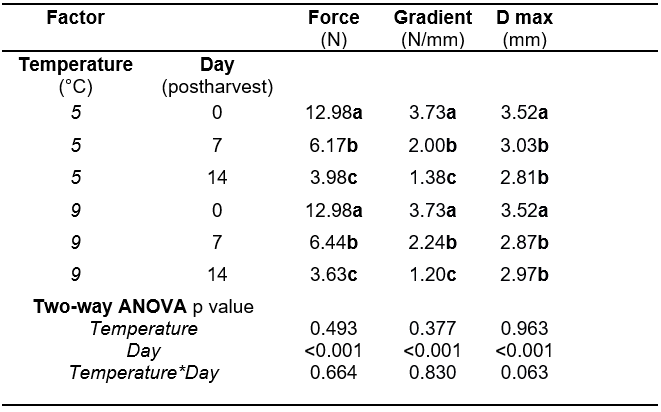 Factor Force Gradient D max
(N) (N/mm) (mm)
Temperature Day
(°C) (postharvest)
5 0 12.98a 3.73a 3.52a
5 7 6.17b 2.00b 3.03b
5 14 3.98c 1.38c 2.81b
9 0 12.98a 3.73a 3.52a
9 7 6.44b 2.24b 2.87b
9 14 3.63c 1.20c 2.97b
Two-way ANOVA p value
Temperature 0.493 0.377 0.963
Day <0.001 <0.001 <0.001
Temperature*Day 0.664 0.830 0.063